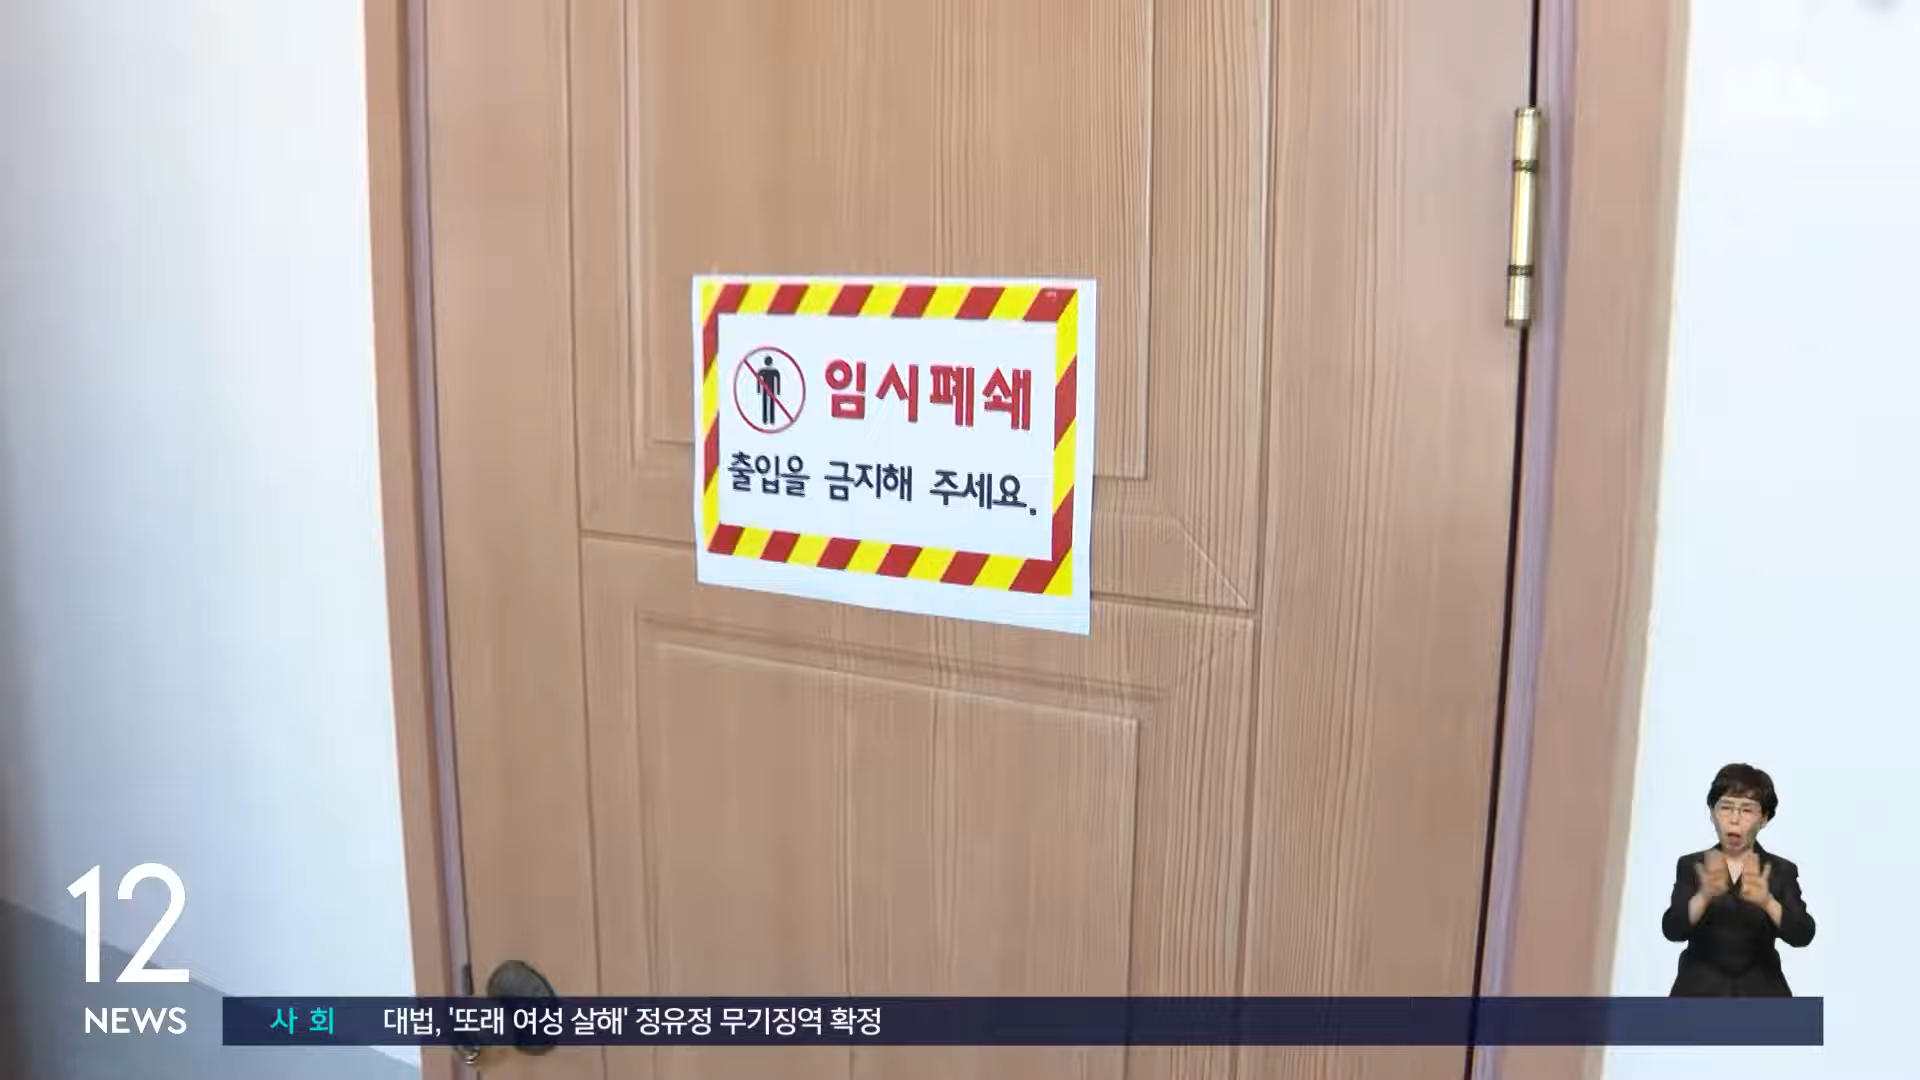 임시폐쇄
출입을 금지해 주세요.
12
NEWS
사회 대법, '또래 여성 살해' 정유정 무기징역 확정